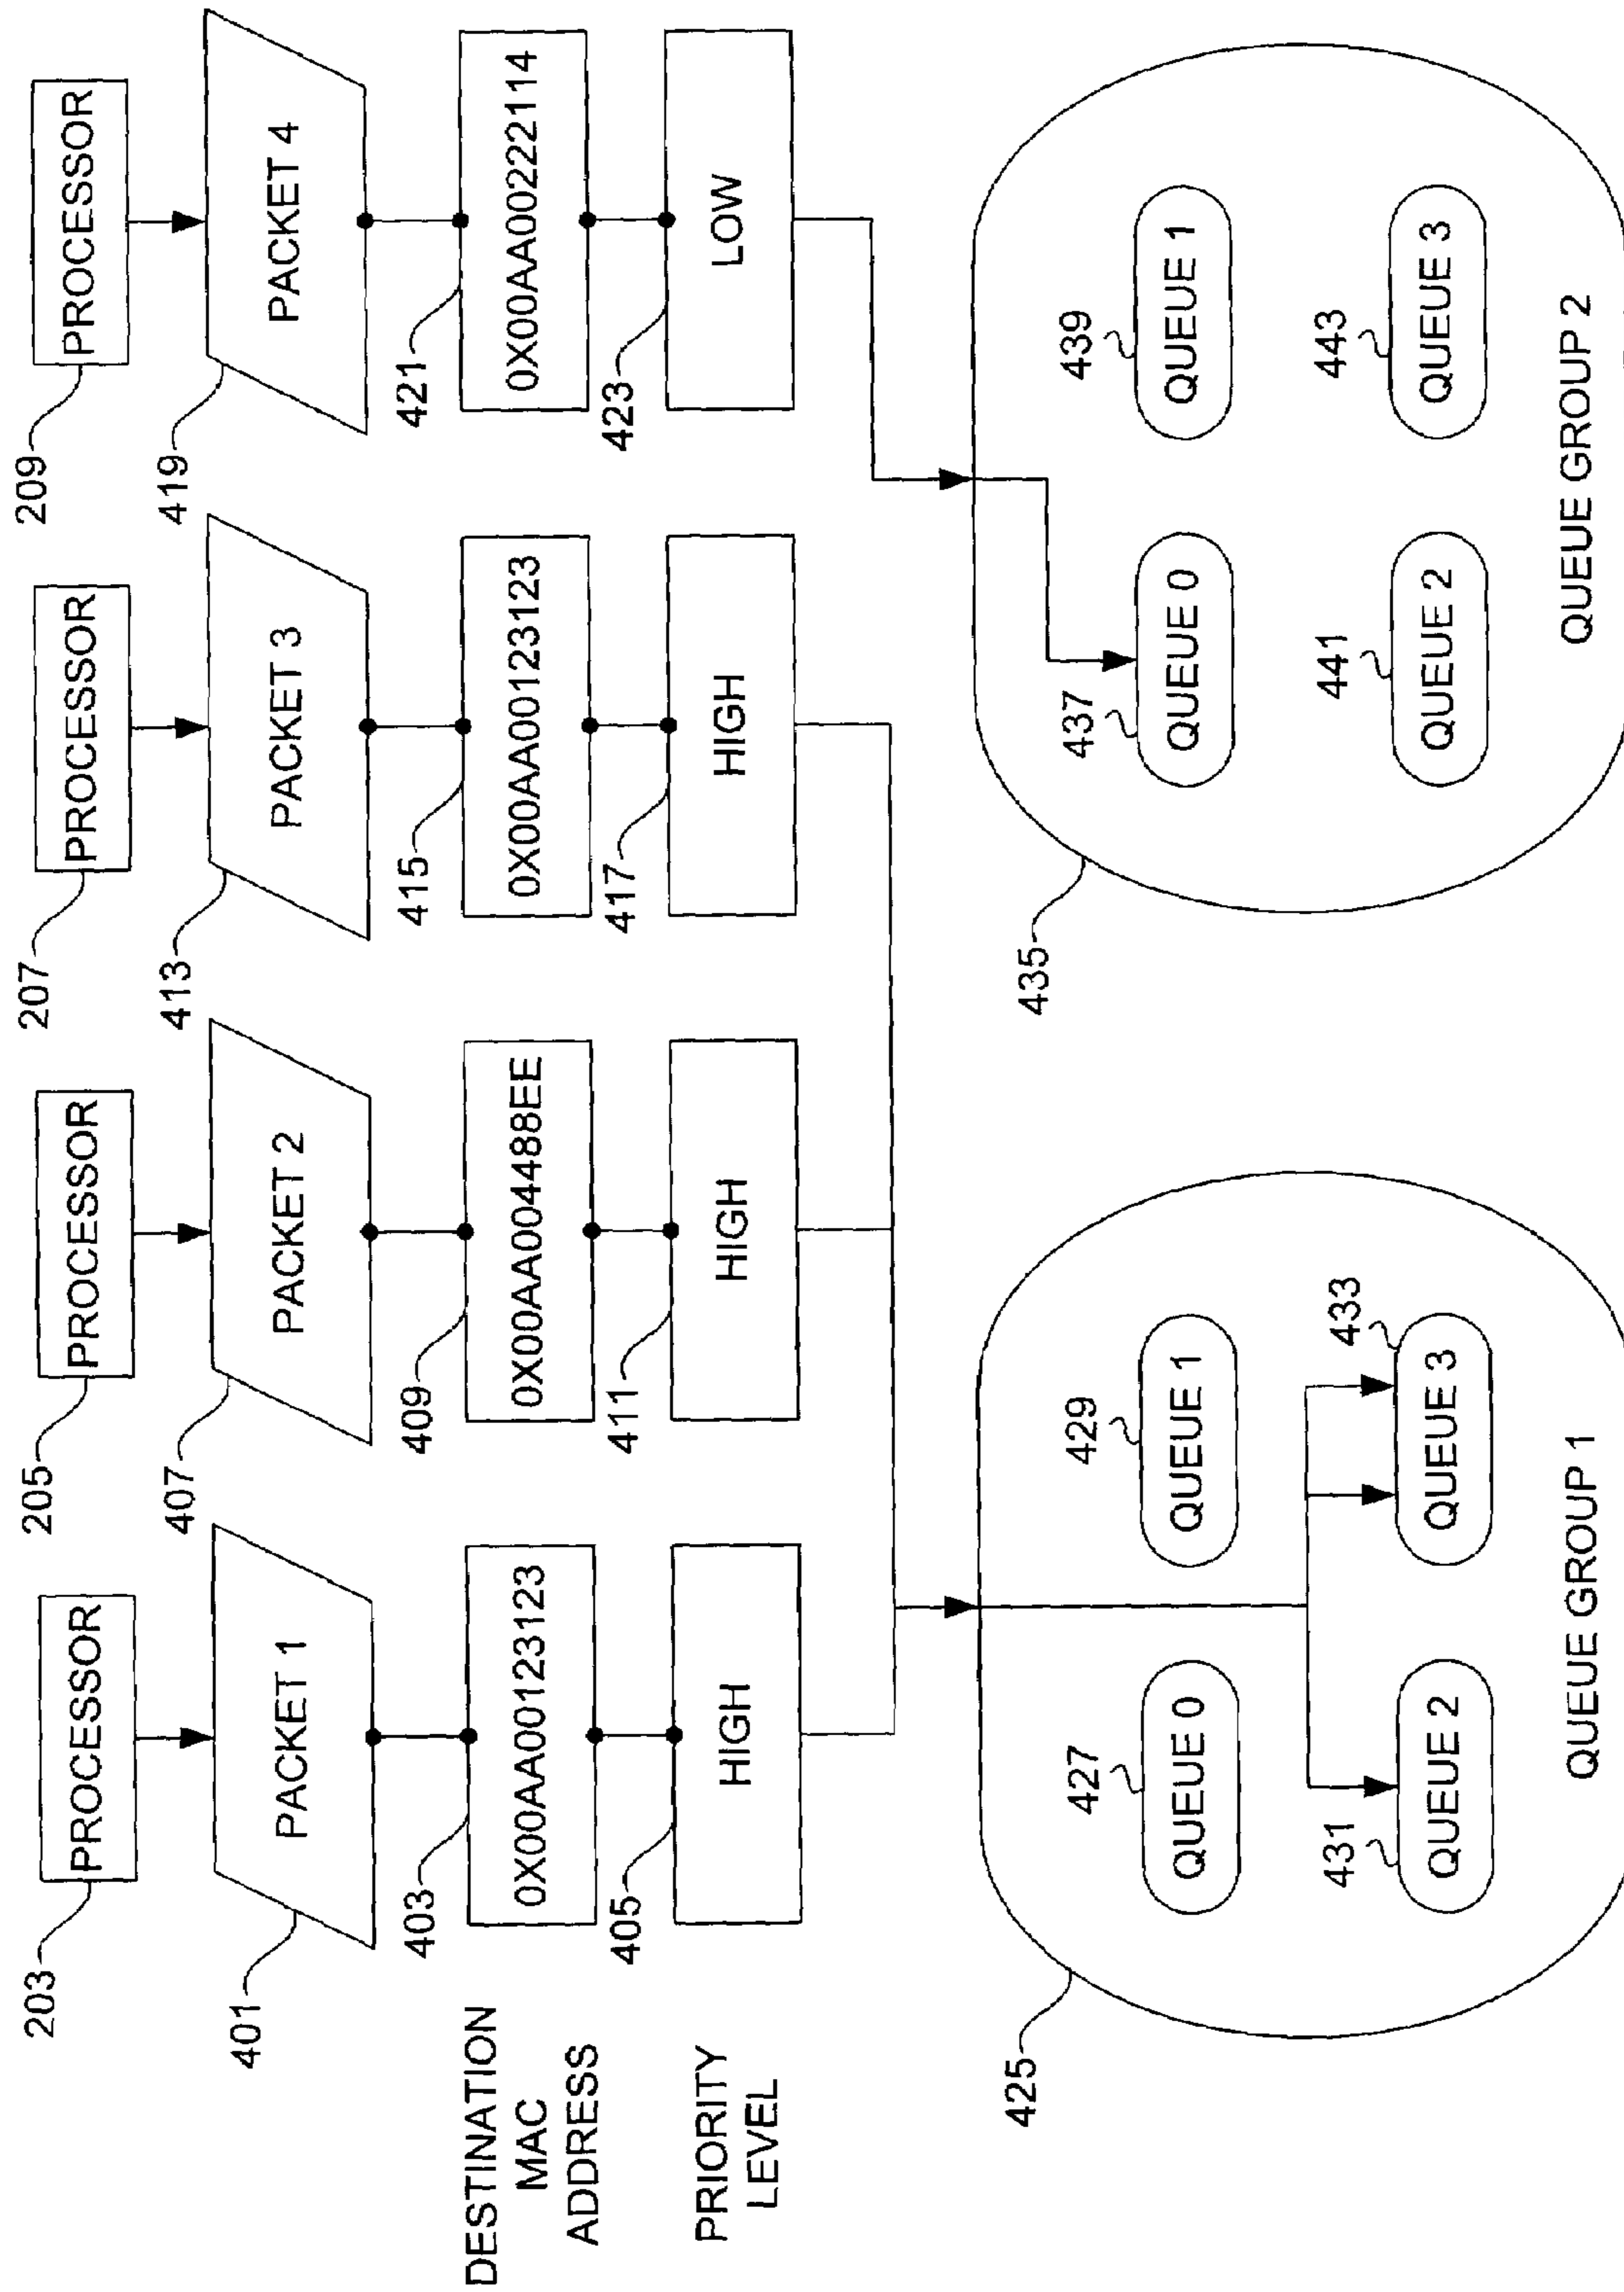 203
PROCESSOR
205
PROCESSOR
207
PROCESSOR
209
PROCESSOR
401
PACKET 1
407
PACKET 2
413
PACKET 3
419
PACKET 4
DESTINATION
MAC
ADDRESS
403
0X00AA00123123
409
0X00AA004488EE
415
0X00AA00123123
421
0X00AA00222114
PRIORITY
LEVEL
405
HIGH
411
HIGH
417
HIGH
423
LOW
425
427
QUEUE 0
429
QUEUE 1
431
QUEUE 2
433
QUEUE 3
QUEUE GROUP 1
435
437
QUEUE 0
439
QUEUE 1
441
QUEUE 2
443
QUEUE 3
QUEUE GROUP 2